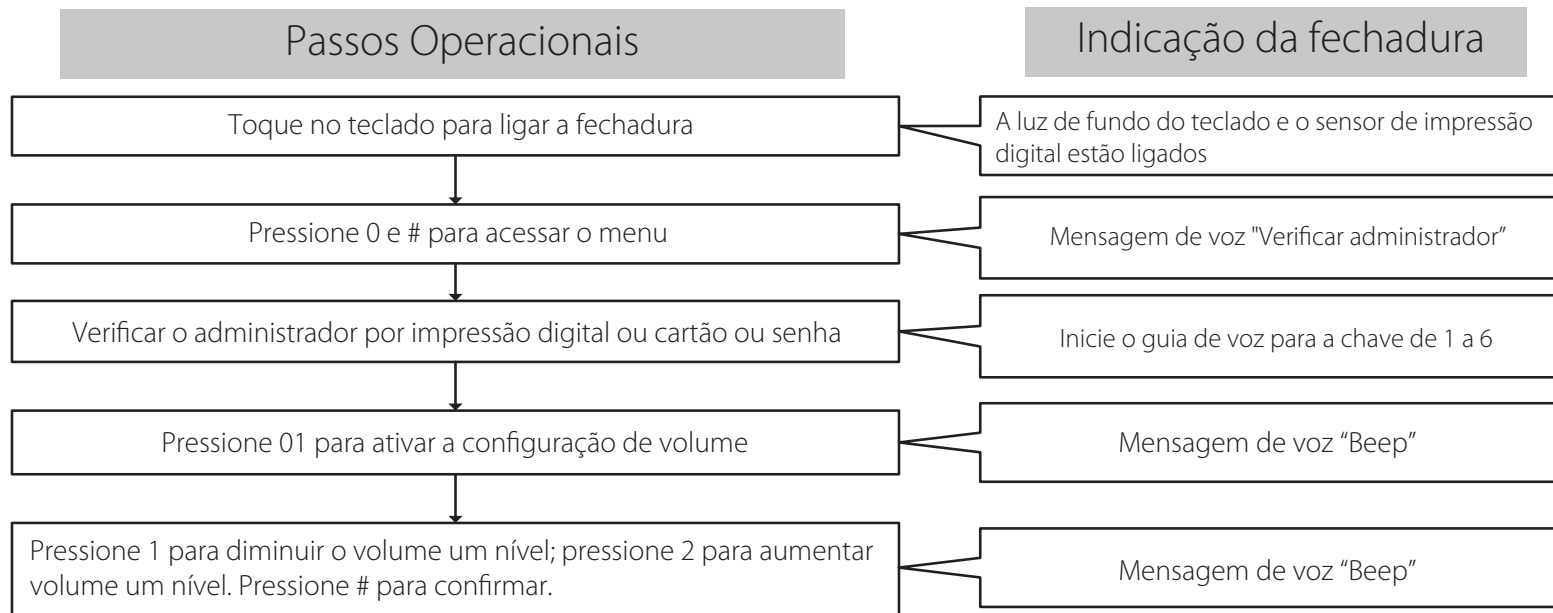 Passos Operacionais
Indicação da fechadura
Toque no teclado para ligar a fechadura
A luz de fundo do teclado e o sensor de impressão
digital estão ligados
Pressione 0 e # para acessar o menu
Mensagem de voz "Verificar administrador”
Verificar o administrador por impressão digital ou cartão ou senha
Inicie o guia de voz para a chave de 1 a 6
Pressione 01 para ativar a configuração de volume
Mensagem de voz “Beep”
Pressione 1 para diminuir o volume um nível; pressione 2 para aumentar
volume um nível. Pressione # para confirmar.
Mensagem de voz “Beep”